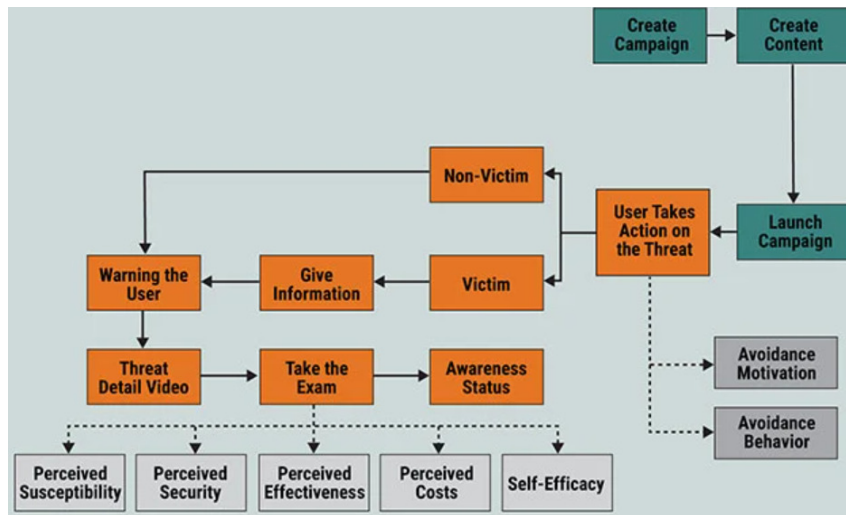 Create
Campaign
Create
Content
Non-Victim
User Takes
Action on
the Threat
Launch
Campaign
Warning the
User
Give
Information
Victim
Threat
Detail Video
Take the
Exam
Awareness
Status
Avoidance
Motivation
Avoidance
Behavior
Perceived
Susceptibility
Perceived
Security
Perceived
Effectiveness
Perceived
Costs
Self-Efficacy